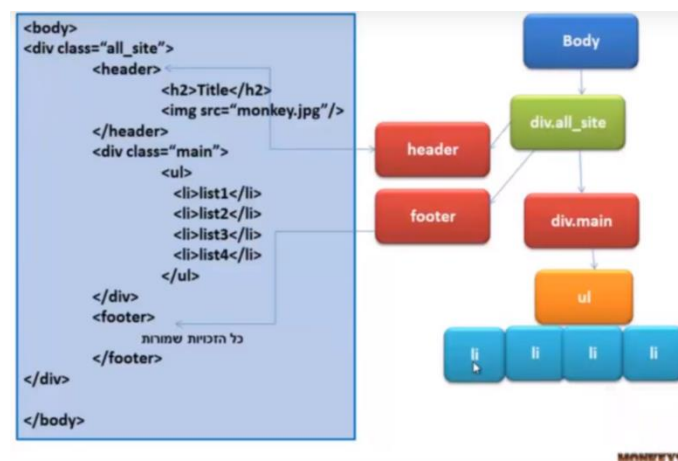 <body>
<div class=“all_site”>
<header>
<h2>Title</h2>
<img src=“monkey.jpg”/>
</header>
<div class=“main”>
<ul>
<li>list1</li>
<li>list2</li>
<li>list3</li>
<li>list4</li>
</ul>
</div>
<footer>
כל הזכויות שמורות
</footer>
</div>
</body>
Body
div.all_site
header
footer
div.main
ul
li li li li
MONKEYS